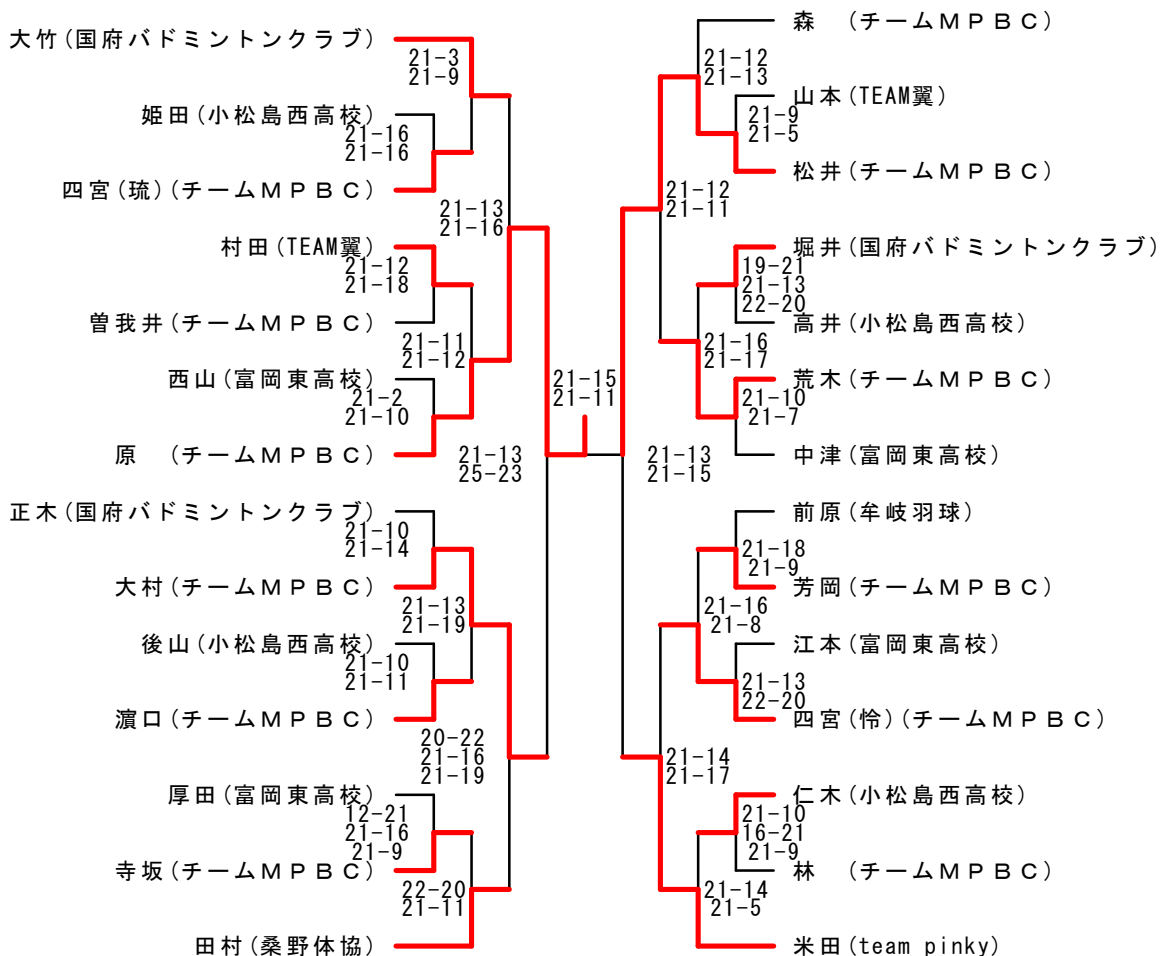 大竹(国府バドミントンクラブ)
21-3
21-9
姫田(小松島西高校)
21-16
21-16
四宮(琉)(チームMPBC)
21-13
21-16
村田(TEAM翼)
21-12
21-18
曽我井(チームMPBC)
21-11
21-12
西山(富岡東高校)
21-2
21-10
原　(チームMPBC)
21-13
25-23
正木(国府バドミントンクラブ)
21-10
21-14
大村(チームMPBC)
21-13
21-19
後山(小松島西高校)
21-10
21-11
濵口(チームMPBC)
20-22
21-16
21-19
厚田(富岡東高校)
12-21
21-16
21-9
寺坂(チームMPBC)
22-20
21-11
田村(桑野体協)
21-15
21-11
森　(チームMPBC)
21-12
21-13
山本(TEAM翼)
21-9
21-5
松井(チームMPBC)
21-12
21-11
堀井(国府バドミントンクラブ)
19-21
21-13
22-20
高井(小松島西高校)
21-16
21-17
荒木(チームMPBC)
21-10
21-7
中津(富岡東高校)
21-13
21-15
前原(牟岐羽球)
21-18
21-9
芳岡(チームMPBC)
21-16
21-8
江本(富岡東高校)
21-13
22-20
四宮(怜)(チームMPBC)
21-14
21-17
仁木(小松島西高校)
21-10
16-21
21-9
林　(チームMPBC)
21-14
21-5
米田(team pinky)